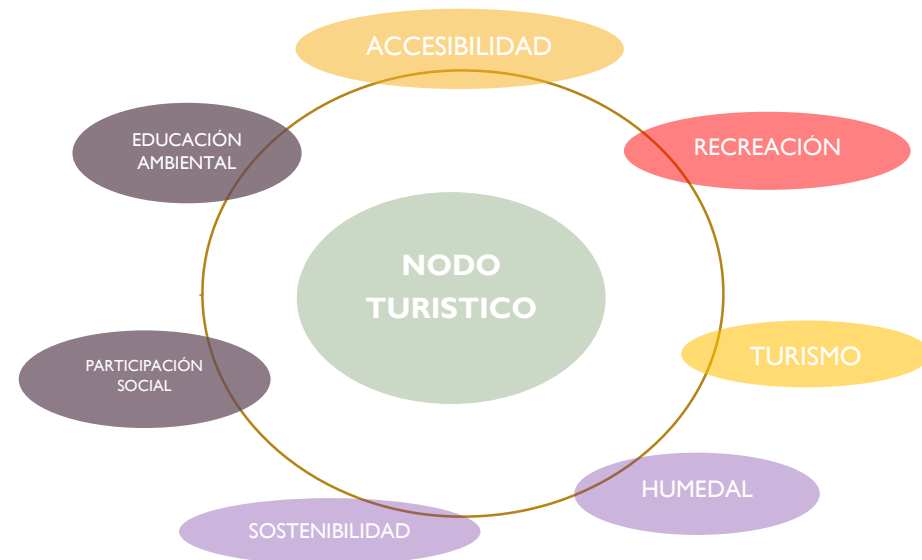 ACCESIBILIDAD
EDUCACIÓN
AMBIENTAL
RECREACIÓN
NODO
TURISTICO
TURISMO
PARTICIPACIÓN
SOCIAL
HUMEDAL
SOSTENIBILIDAD